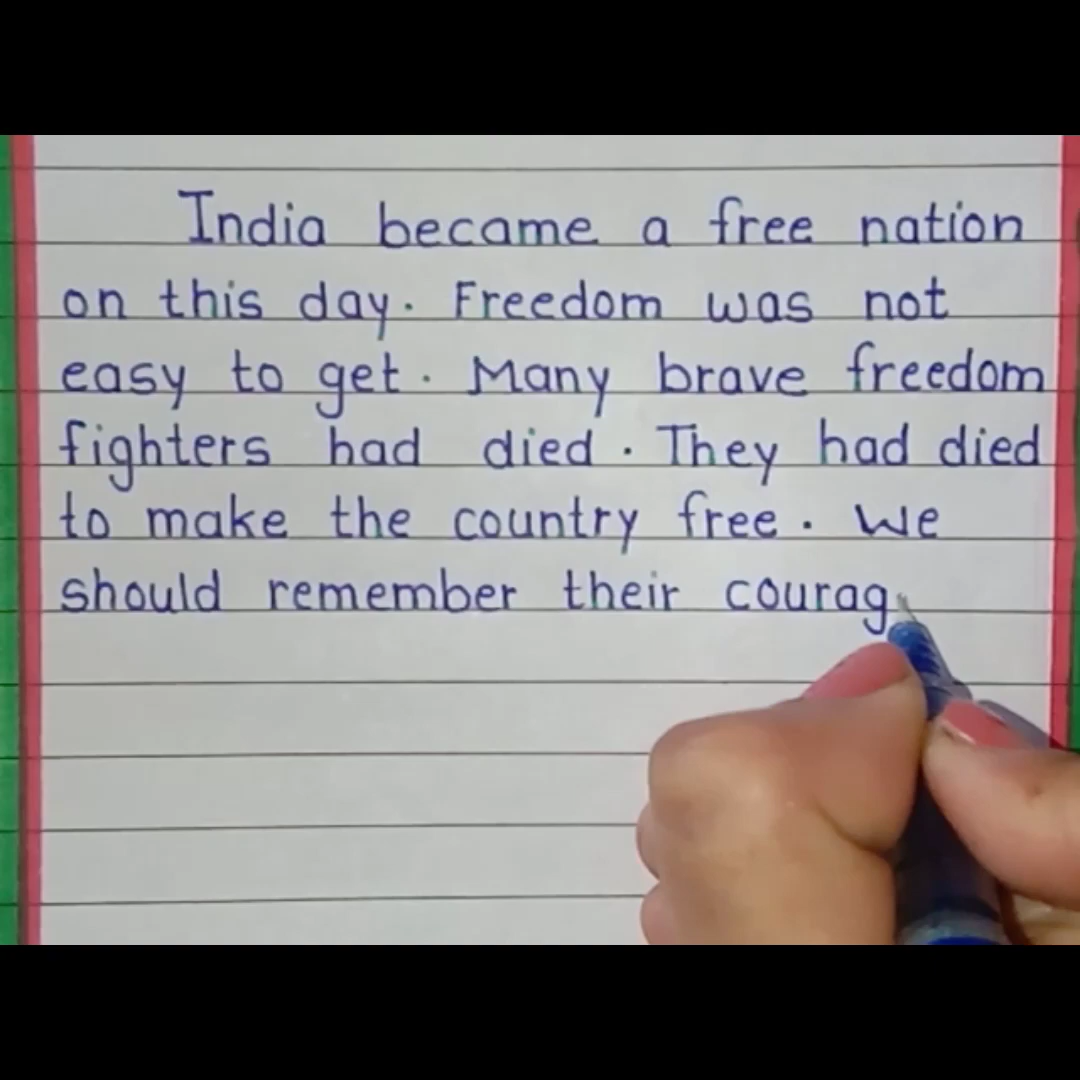 India became a free nation
on this day. Freedom was not
easy to get. Many brave freedom
fighters had died. They had died
to make the country free. We
should remember their courag